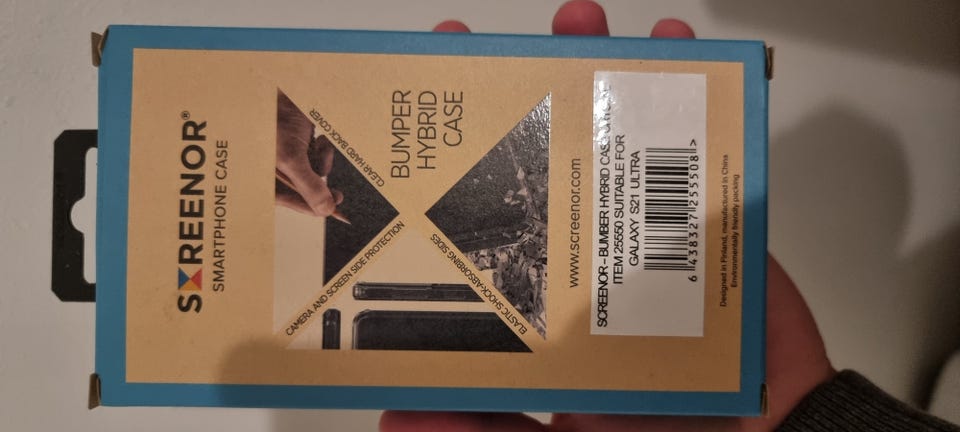 SCREENOR®
SMARTPHONE CASE
CLEAR HARD BACK COVER
BUMPER
HYBRID
CASE
CAMERA AND SCREEN SIDE PROTECTION
ELASTIC SHOCK-ABSORBING SIDES
www.screenor.com
SCREENOR - BUMBER HYBRID CASE
ITEM 25550 SUITABLE FOR
GALAXY S21 ULTRA
6 438327 255508 >
Designed in Finland, manufactured in China
Environmentally friendly packing